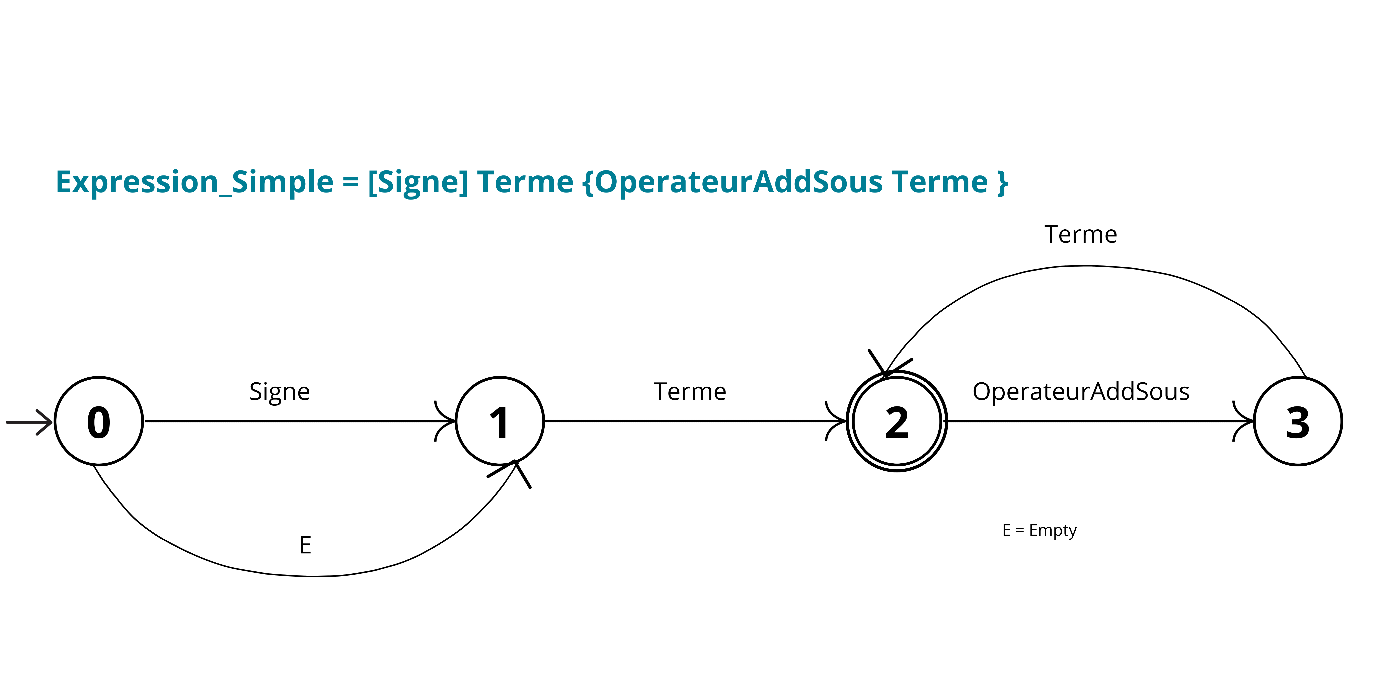 Expression_Simple = [Signe] Terme {OperateurAddSous Terme }
Terme
Signe
Terme
OperateurAddSous
0
1
2
3
E
E = Empty